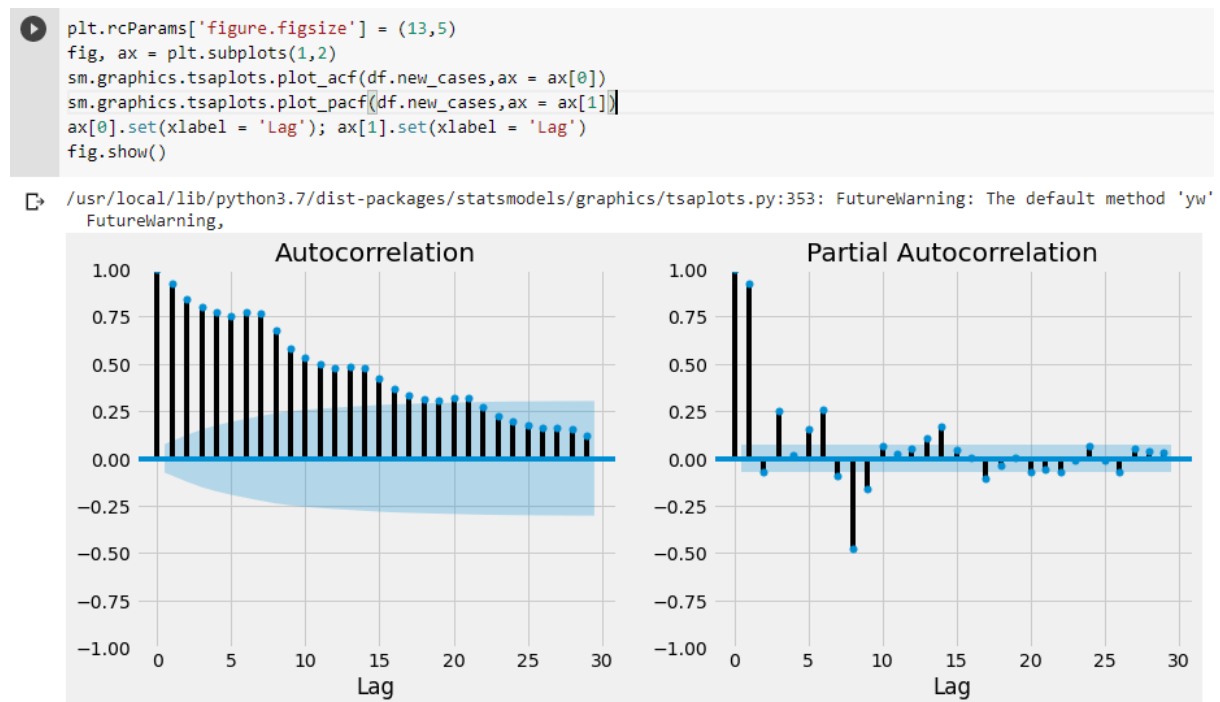 plt.rcParams['figure.figsize'] = (13,5)
fig, ax = plt.subplots(1,2)
sm.graphics.tsaplots.plot_acf(df.new_cases,ax = ax[0])
sm.graphics.tsaplots.plot_pacf(df.new_cases,ax = ax[1])
ax[0].set(xlabel = 'Lag'); ax[1].set(xlabel = 'Lag')
fig.show()
/usr/local/lib/python3.7/dist-packages/statsmodels/graphics/tsaplots.py:353: FutureWarning: The default method 'yw'
FutureWarning,
Autocorrelation
1.00
0.75
0.50
0.25
0.00
−0.25
−0.50
−0.75
−1.00
0 5 10 15 20 25 30
Lag
Partial Autocorrelation
1.00
0.75
0.50
0.25
0.00
−0.25
−0.50
−0.75
−1.00
0 5 10 15 20 25 30
Lag